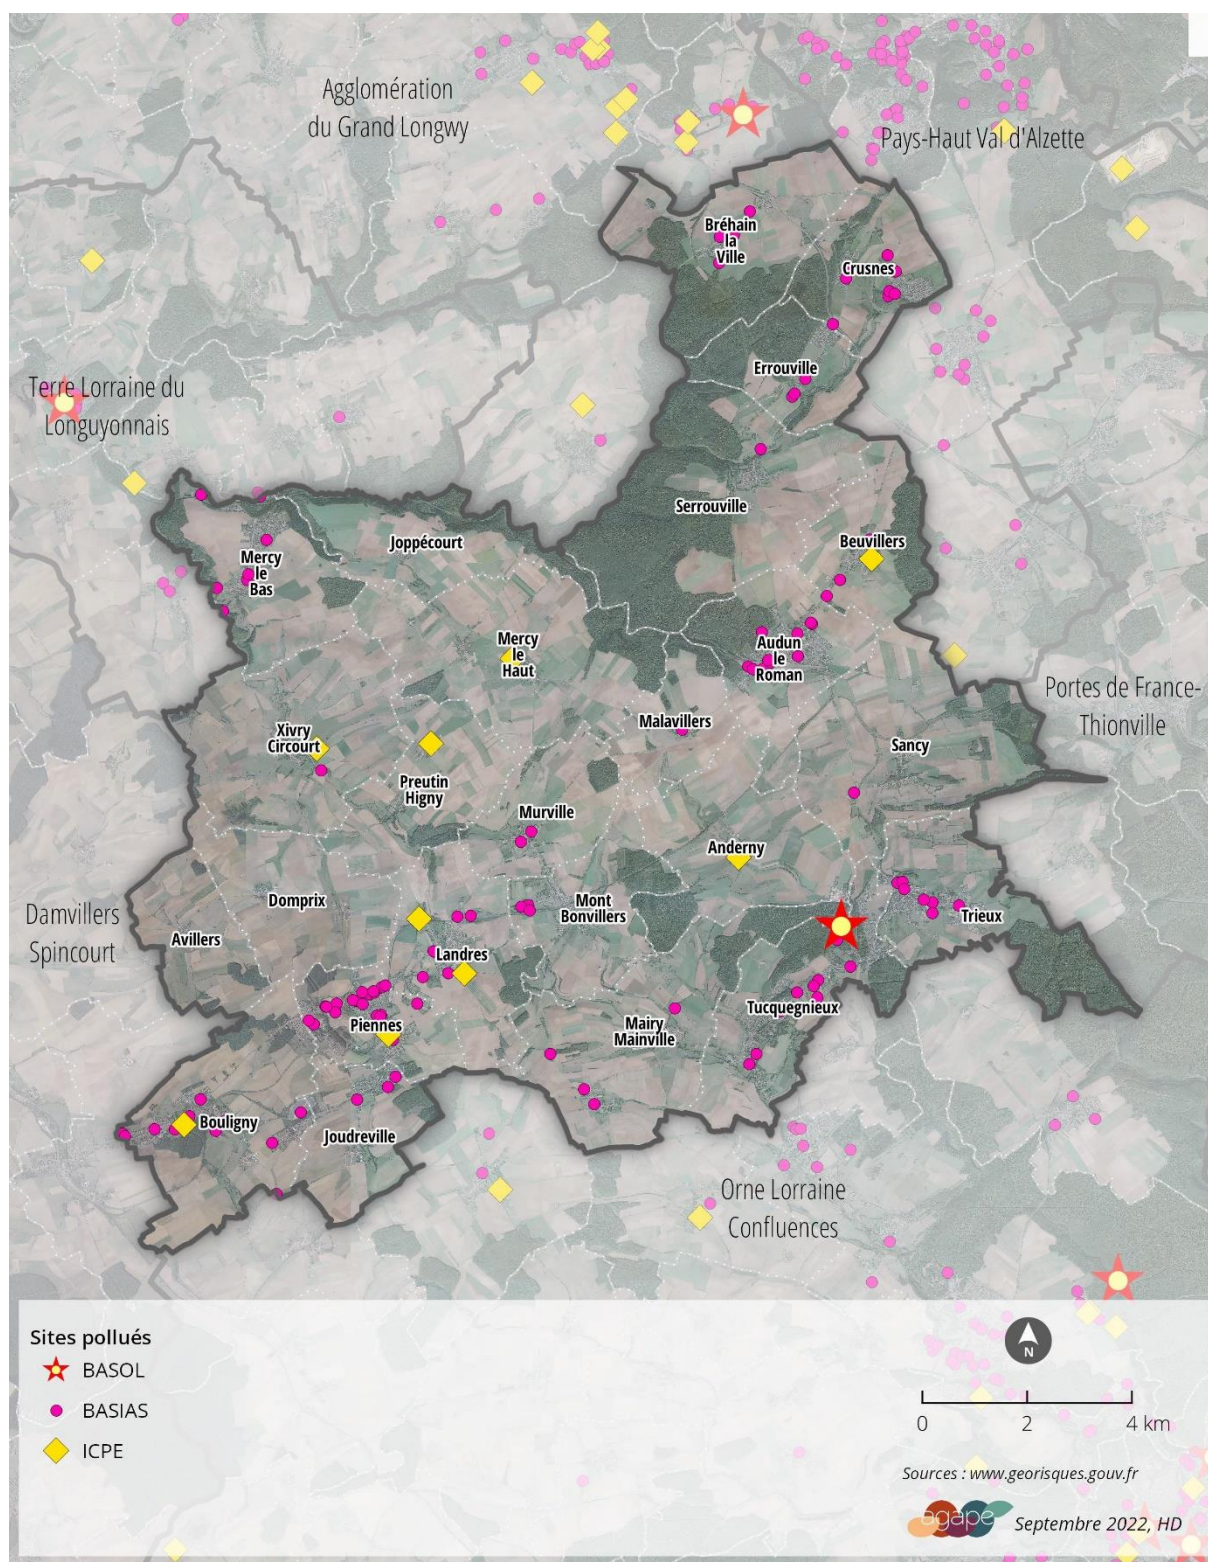 Agglomération
du Grand Longwy
Pays-Haut Val d'Alzette
Bréhain
la
Ville
Crusnes
Errouville
Terre Lorraine du
Longuyonnais
Serrouville
Joppécourt
Beuvillers
Mercy
le
Bas
Mercy
le
Haut
Audun
le
Roman
Portes de France-
Thionville
Malavillers
Xivry
Circourt
Sancy
Preutin
Higny
Murville
Anderny
Domprix
Mont
Bonvillers
Damvillers
Spincourt
Avillers
Trieux
Landres
Tucquegnieux
Piennes
Mairy
Mainville
Bouligny
Joudreville
Orne Lorraine
Confluences
Sites pollués
BASOL
BASIAS
ICPE
N
0 2 4 km
Sources : www.georisques.gouv.fr
agape
Septembre 2022, HD